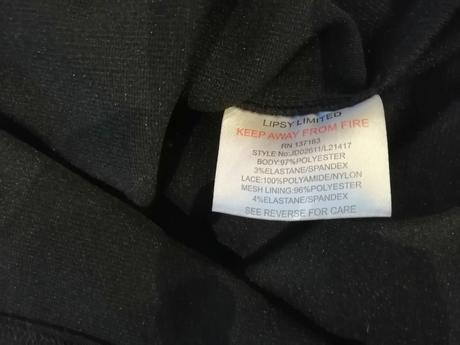 LIPSY LIMITED
KEEP AWAY FROM FIRE
RN 137163
STYLE No:JD02611/L21417
BODY:97%POLYESTER
3%ELASTANE/SPANDEX
LACE:100%POLYAMIDE/NYLON
MESH LINING:96%POLYESTER
4%ELASTANE/SPANDEX
SEE REVERSE FOR CARE